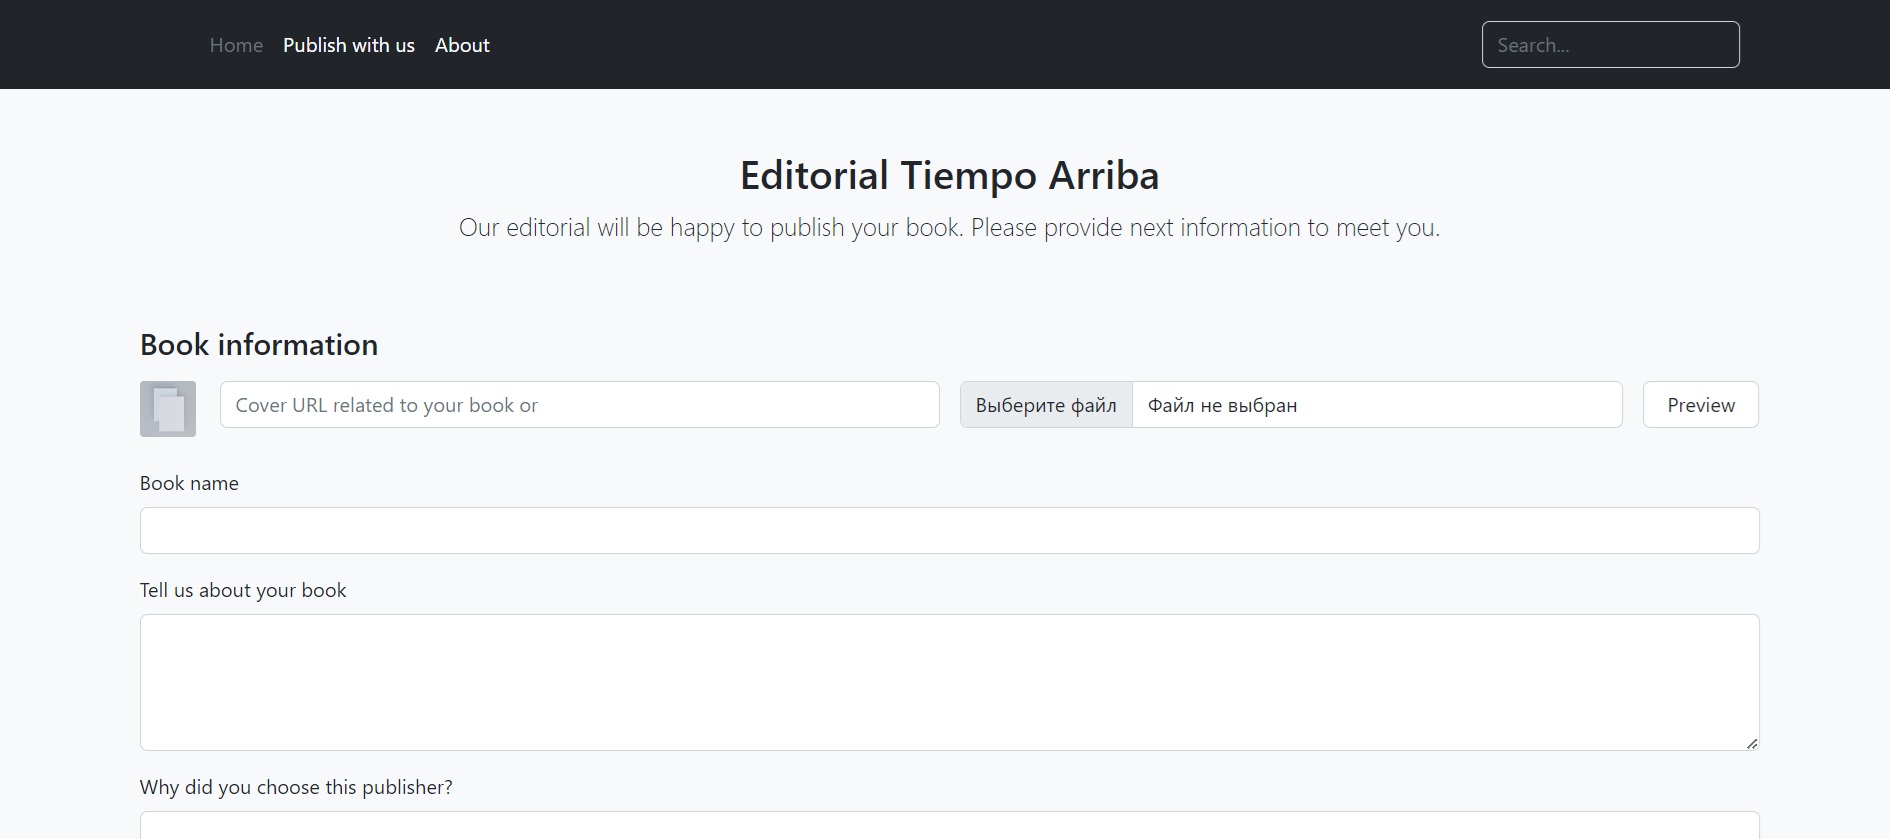 Home Publish with us About Search...
Editorial Tiempo Arriba
Our editorial will be happy to publish your book. Please provide next information to meet you.
Book information
Cover URL related to your book or Выберите файл Файл не выбран Preview
Book name
Tell us about your book
Why did you choose this publisher?